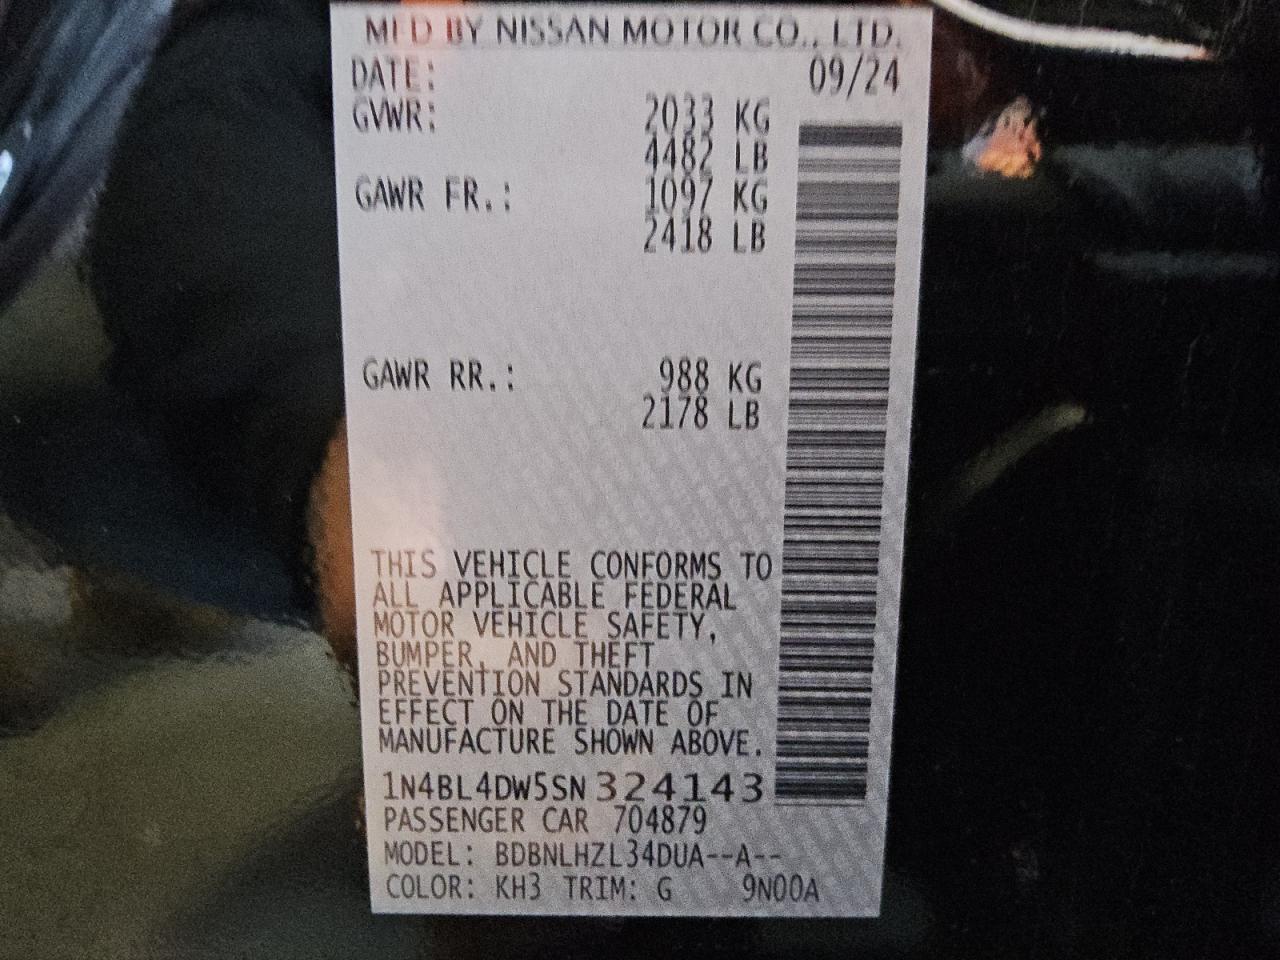 MFD BY NISSAN MOTOR CO., LTD.
DATE: 09/24
GVWR: 2033 KG
4482 LB
GAWR FR.: 1097 KG
2418 LB
GAWR RR.: 988 KG
2178 LB
THIS VEHICLE CONFORMS TO
ALL APPLICABLE FEDERAL
MOTOR VEHICLE SAFETY,
BUMPER, AND THEFT
PREVENTION STANDARDS IN
EFFECT ON THE DATE OF
MANUFACTURE SHOWN ABOVE.
1N4BL4DW5SN324143
PASSENGER CAR 704879
MODEL: BDBNLHZL34DUA--A--
COLOR: KH3 TRIM: G 9N00A